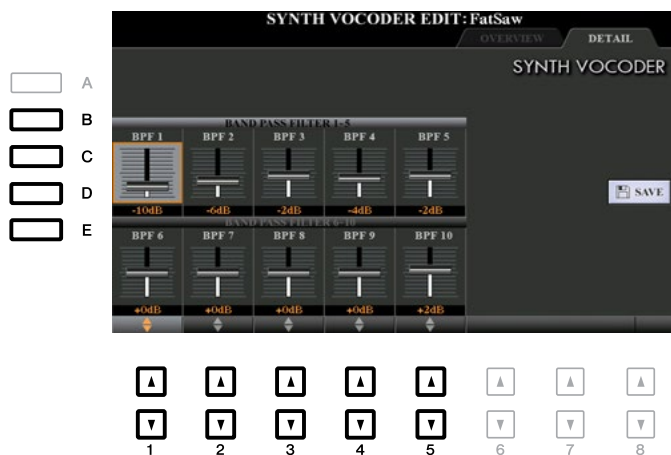 SYNTH VOCODER EDIT: FatSaw
OVERVIEW DETAIL
SYNTH VOCODER
A
B
C
D
E
BAND PASS FILTER 1-5
BPF 1 BPF 2 BPF 3 BPF 4 BPF 5
-10dB -6dB -2dB -4dB -2dB
SAVE
BAND PASS FILTER 6-10
BPF 6 BPF 7 BPF 8 BPF 9 BPF 10
+0dB +0dB +0dB +0dB +2dB
1 2 3 4 5 6 7 8